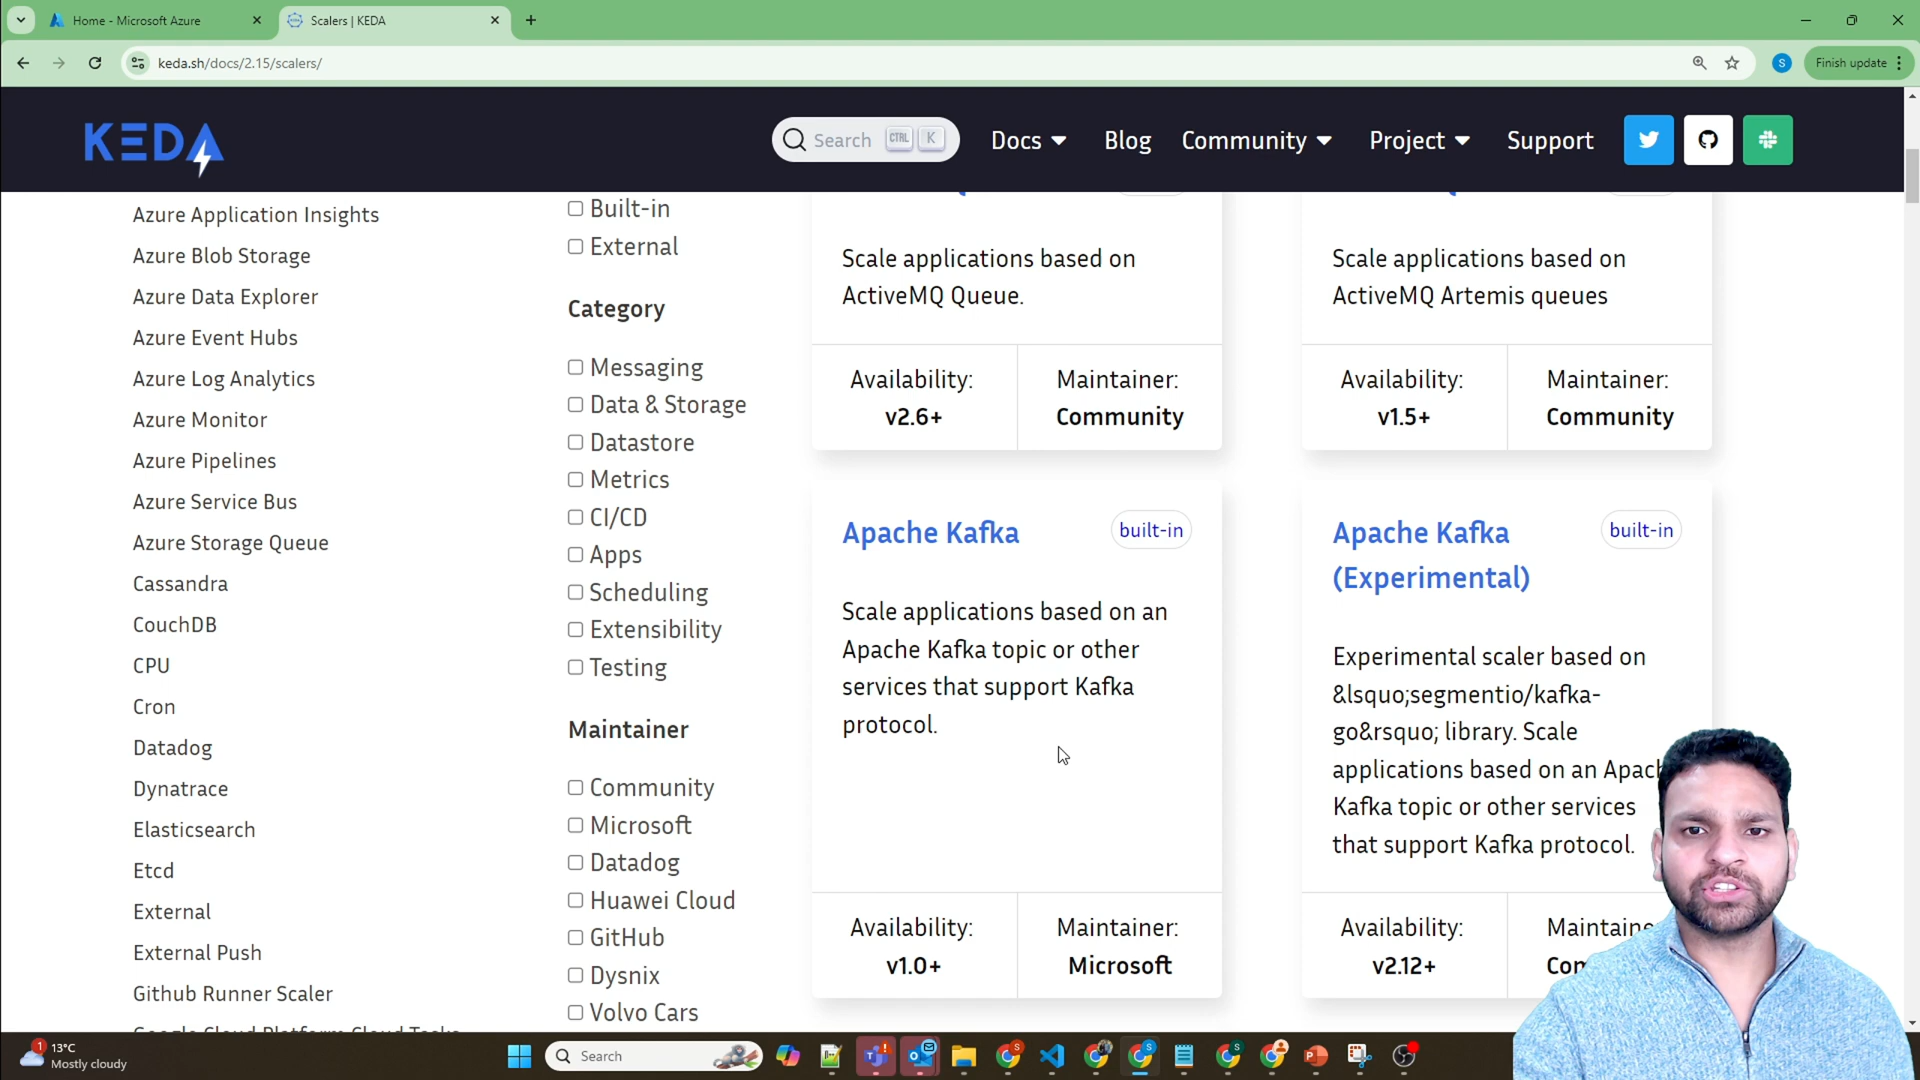 Home - Microsoft Azure
Scalers | KEDA
keda.sh/docs/2.15/scalers/
S
Finish update
KEDA
Search CTRL K
Docs
Blog
Community
Project
Support
Azure Application Insights
Azure Blob Storage
Azure Data Explorer
Azure Event Hubs
Azure Log Analytics
Azure Monitor
Azure Pipelines
Azure Service Bus
Azure Storage Queue
Cassandra
CouchDB
CPU
Cron
Datadog
Dynatrace
Elasticsearch
Etcd
External
External Push
Github Runner Scaler
Built-in
External
Category
Messaging
Data & Storage
Datastore
Metrics
CI/CD
Apps
Scheduling
Extensibility
Testing
Maintainer
Community
Microsoft
Datadog
Huawei Cloud
GitHub
Dysnix
Volvo Cars
Scale applications based on
ActiveMQ Queue.
Availability:
v2.6+
Maintainer:
Community
Scale applications based on
ActiveMQ Artemis queues
Availability:
v1.5+
Maintainer:
Community
Apache Kafka
built-in
Scale applications based on an
Apache Kafka topic or other
services that support Kafka
protocol.
Availability:
v1.0+
Maintainer:
Microsoft
Apache Kafka
(Experimental)
built-in
Experimental scaler based on
&lsquo;segmentio/kafka-
go&rsquo; library. Scale
applications based on an
Kafka topic or other services
that support Kafka protocol.
Availability:
v2.12+
1
13°C
Mostly cloudy
Search